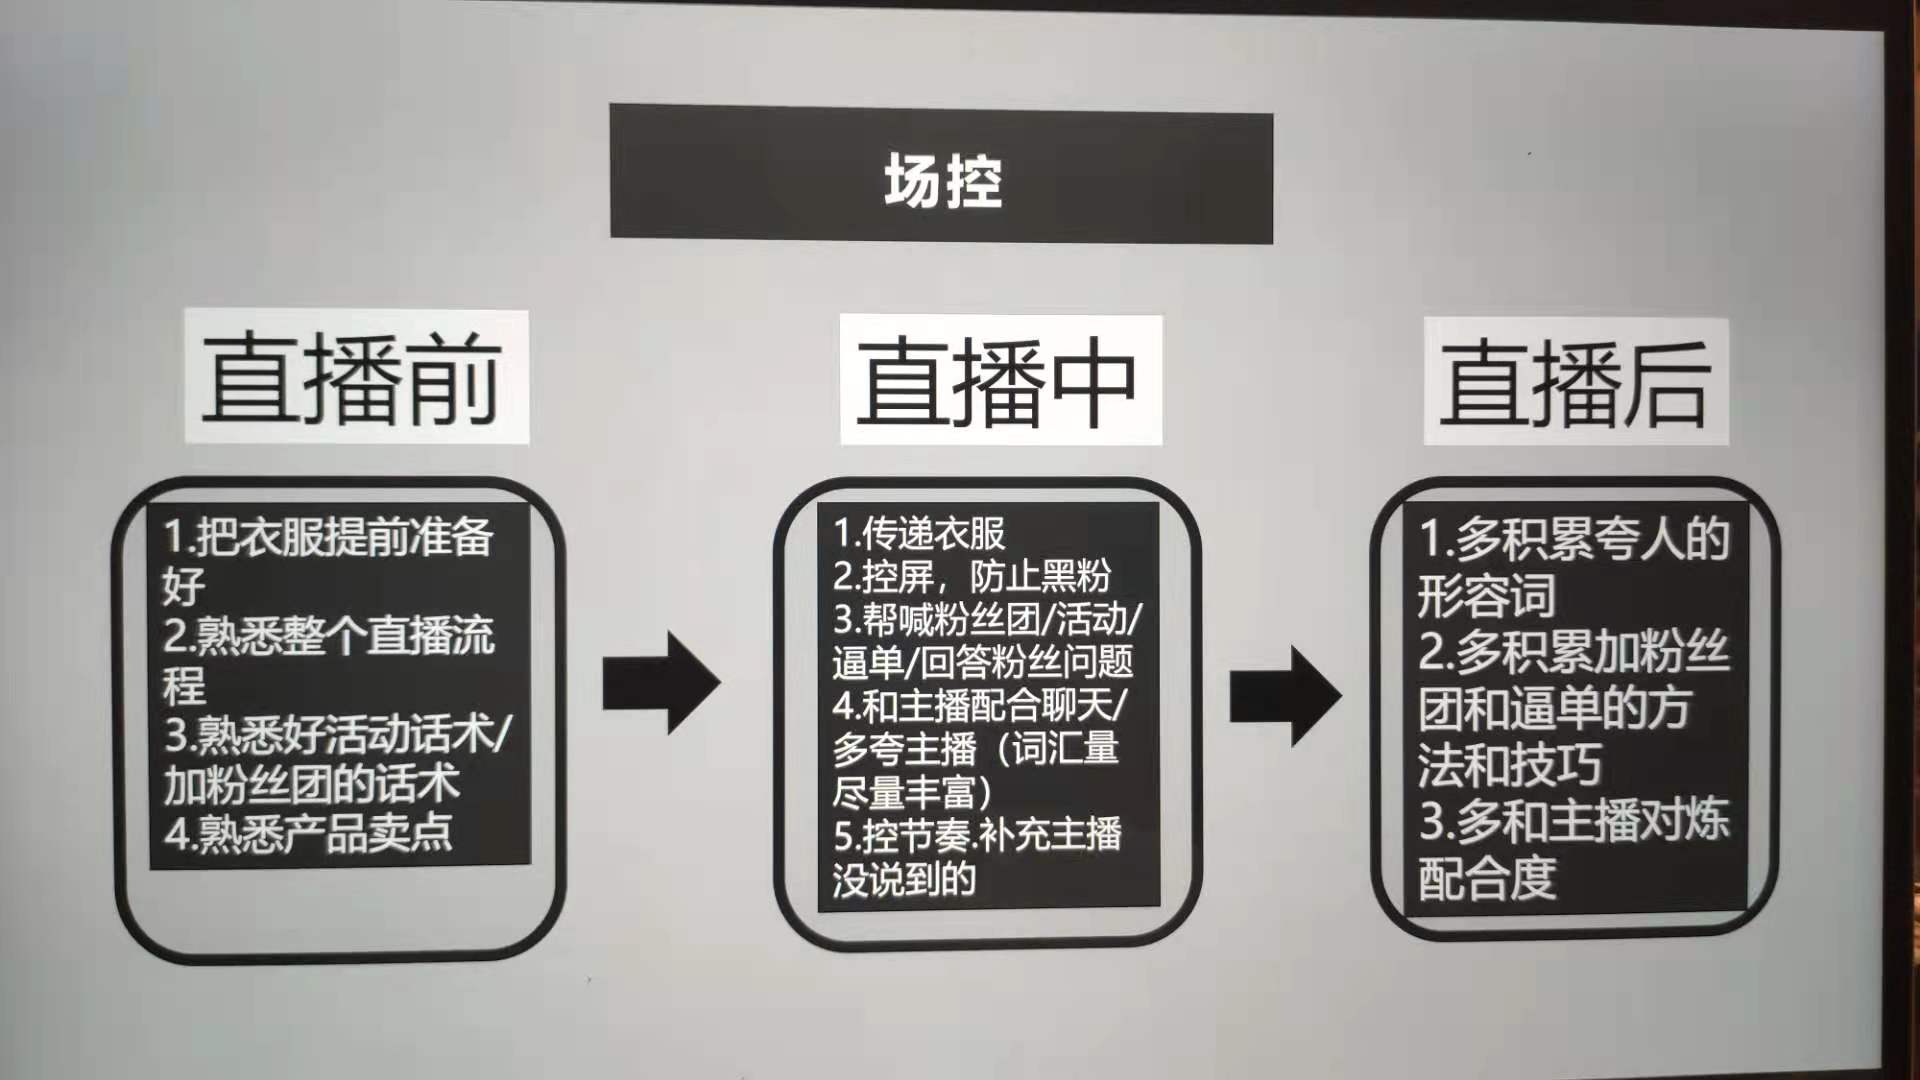 场控
直播前
1.把衣服提前准备
好
2.熟悉整个直播流
程
3.熟悉好活动话术/
加粉丝团的话术
4.熟悉产品卖点
直播中
1.传递衣服
2.控屏，防止黑粉
3.帮喊粉丝团/活动/
逼单/回答粉丝问题
4.和主播配合聊天/
多夸主播（词汇量
尽量丰富）
5.控节奏.补充主播
没说到的
直播后
1.多积累夸人的
形容词
2.多积累加粉丝
团和逼单的方
法和技巧
3.多和主播对炼
配合度